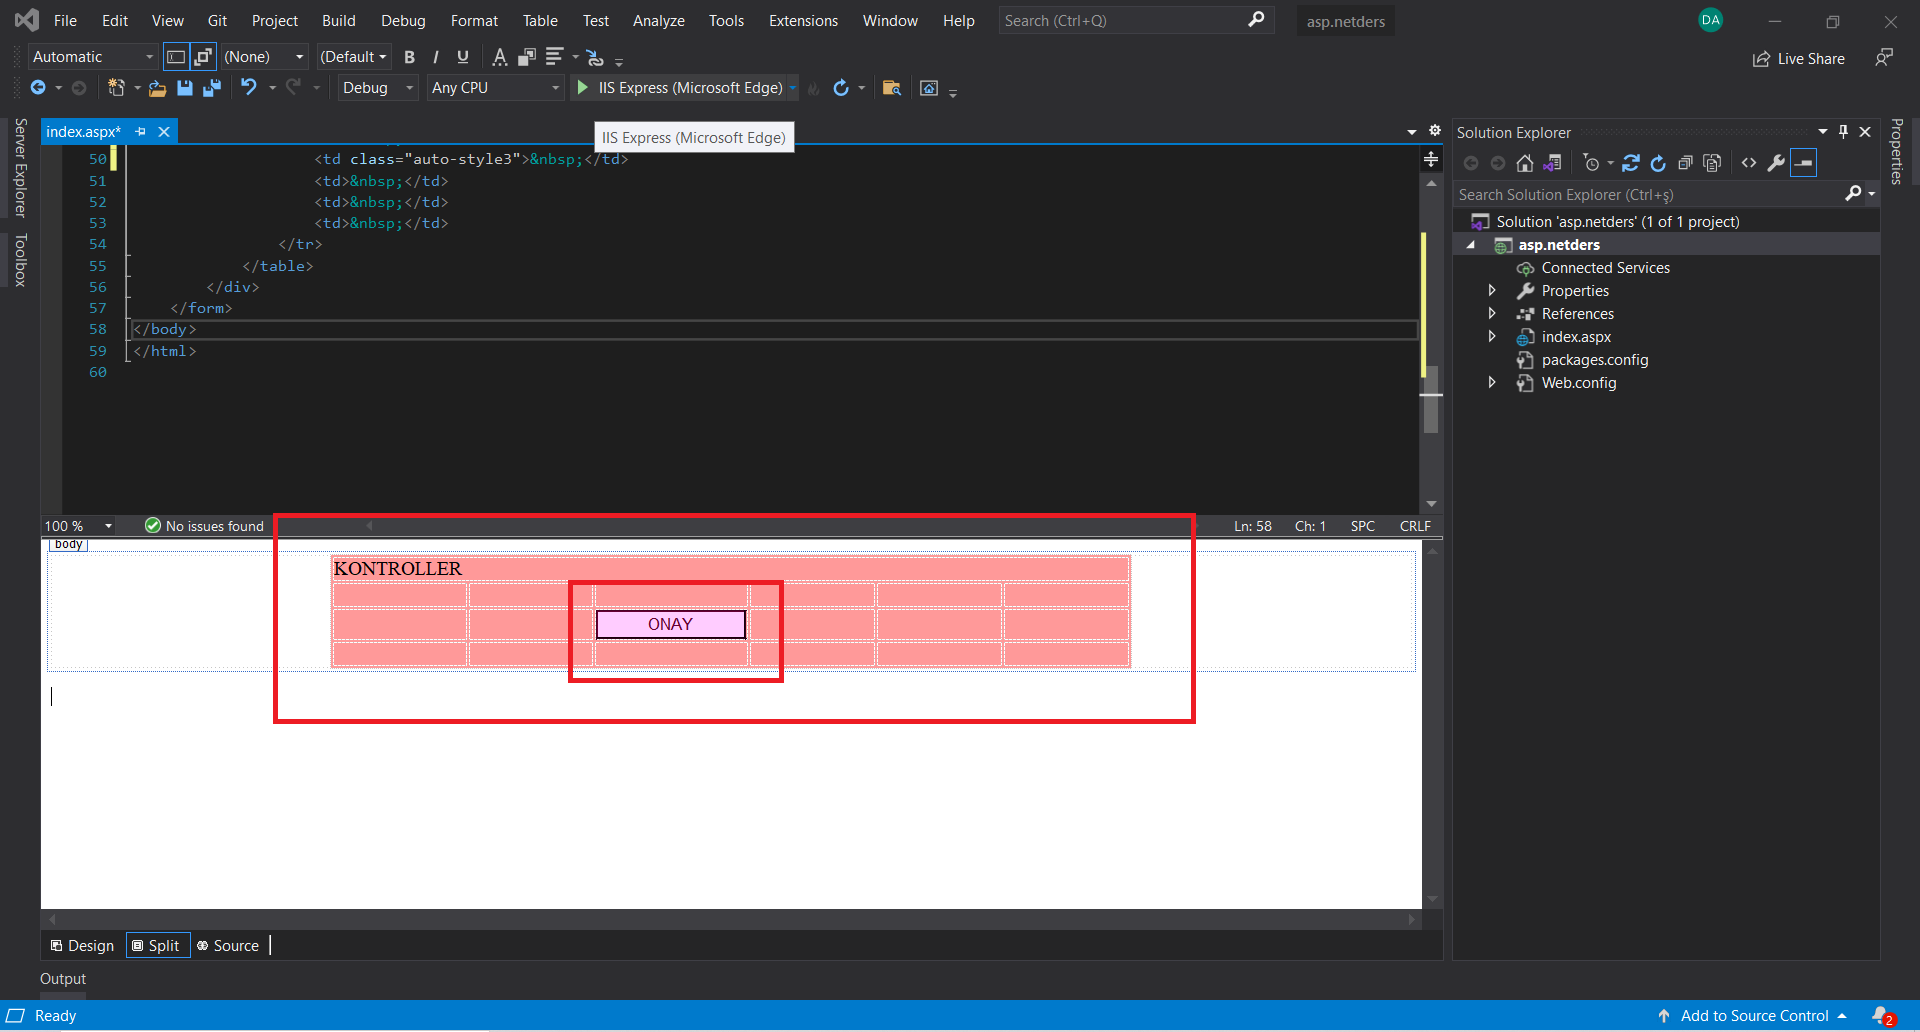 File Edit View Git Project Build Debug Format Table Test Analyze Tools Extensions Window Help Search (Ctrl+Q) asp.netders DA
Automatic (None) (Default B I U A Live Share
Debug Any CPU IIS Express (Microsoft Edge)
Server Explorer
Toolbox
index.aspx*
IIS Express (Microsoft Edge)
50 <td class="auto-style3">&nbsp;</td>
51 <td>&nbsp;</td>
52 <td>&nbsp;</td>
53 <td>&nbsp;</td>
54 </tr>
55 </table>
56 </div>
57 </form>
58 </body>
59 </html>
60
100 % No issues found Ln: 58 Ch: 1 SPC CRLF
body
KONTROLLER
ONAY
Design Split Source
Output
Solution Explorer
Search Solution Explorer (Ctrl+ş)
Solution 'asp.netders' (1 of 1 project)
asp.netders
Connected Services
Properties
References
index.aspx
packages.config
Web.config
Properties
Ready Add to Source Control 2